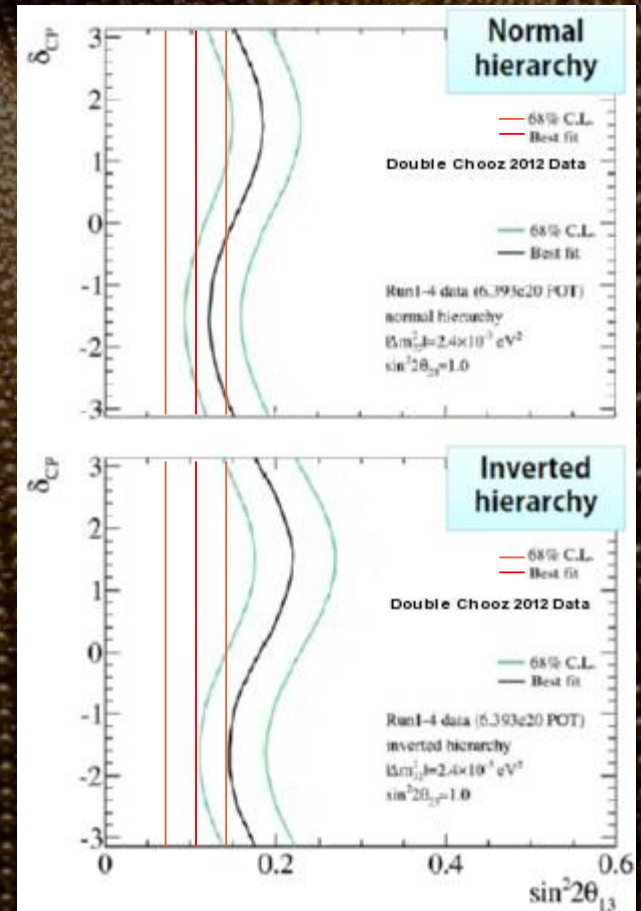 Normal
hierarchy
δCP
3
2
1
0
-1
-2
-3
68% C.L.
Best fit
Double Chooz 2012 Data
68% C.L.
Best fit
Run1-4 data (6.393e20 POT)
normal hierarchy
|Δm²₃₂|=2.4×10⁻³ eV²
sin²2θ₂₃=1.0
Inverted
hierarchy
δCP
3
2
1
0
-1
-2
-3
68% C.L.
Best fit
Double Chooz 2012 Data
68% C.L.
Best fit
Run1-4 data (6.393e20 POT)
inverted hierarchy
|Δm²₃₂|=2.4×10⁻³ eV²
sin²2θ₂₃=1.0
0 0.2 0.4 0.6
sin²2θ₁₃